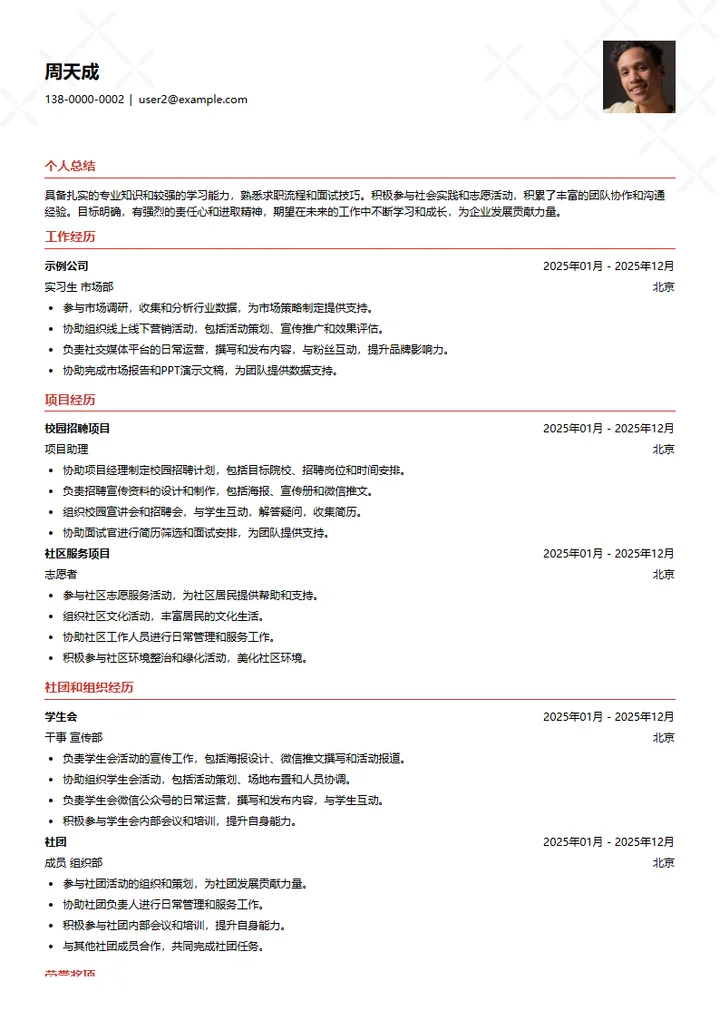 周天成
138-0000-0002 | user2@example.com
个人总结
具备扎实的专业知识和较强的学习能力，熟悉求职流程和面试技巧。积极参与社会实践和志愿活动，积累了丰富的团队协作和沟通
经验。目标明确，有强烈的责任心和进取精神，期望在未来的工作中不断学习和成长，为企业发展贡献力量。
工作经历
示例公司 2025年01月 - 2025年12月
实习生 市场部 北京
• 参与市场调研，收集和分析行业数据，为市场策略制定提供支持。
• 协助组织线上线下营销活动，包括活动策划、宣传推广和效果评估。
• 负责社交媒体平台的日常运营，撰写和发布内容，与粉丝互动，提升品牌影响力。
• 协助完成市场报告和PPT演示文稿，为团队提供数据支持。
项目经历
校园招聘项目 2025年01月 - 2025年12月
项目助理 北京
• 协助项目经理制定校园招聘计划，包括目标院校、招聘岗位和时间安排。
• 负责招聘宣传资料的设计和制作，包括海报、宣传册和微信推文。
• 组织校园宣讲会和招聘会，与学生互动，解答疑问，收集简历。
• 协助面试官进行简历筛选和面试安排，为团队提供支持。
社区服务项目 2025年01月 - 2025年12月
志愿者 北京
• 参与社区志愿服务活动，为社区居民提供帮助和支持。
• 组织社区文化活动，丰富居民的文化生活。
• 协助社区工作人员进行日常管理和服务工作。
• 积极参与社区环境整治和绿化活动，美化社区环境。
社团和组织经历
学生会 2025年01月 - 2025年12月
干事 宣传部 北京
• 负责学生会活动的宣传工作，包括海报设计、微信推文撰写和活动报道。
• 协助组织学生会活动，包括活动策划、场地布置和人员协调。
• 负责学生会微信公众号的日常运营，撰写和发布内容，与学生互动。
• 积极参与学生会内部会议和培训，提升自身能力。
社团 2025年01月 - 2025年12月
成员 组织部 北京
• 参与社团活动的组织和策划，为社团发展贡献力量。
• 协助社团负责人进行日常管理和服务工作。
• 积极参与社团内部会议和培训，提升自身能力。
• 与其他社团成员合作，共同完成社团任务。
荣誉奖项